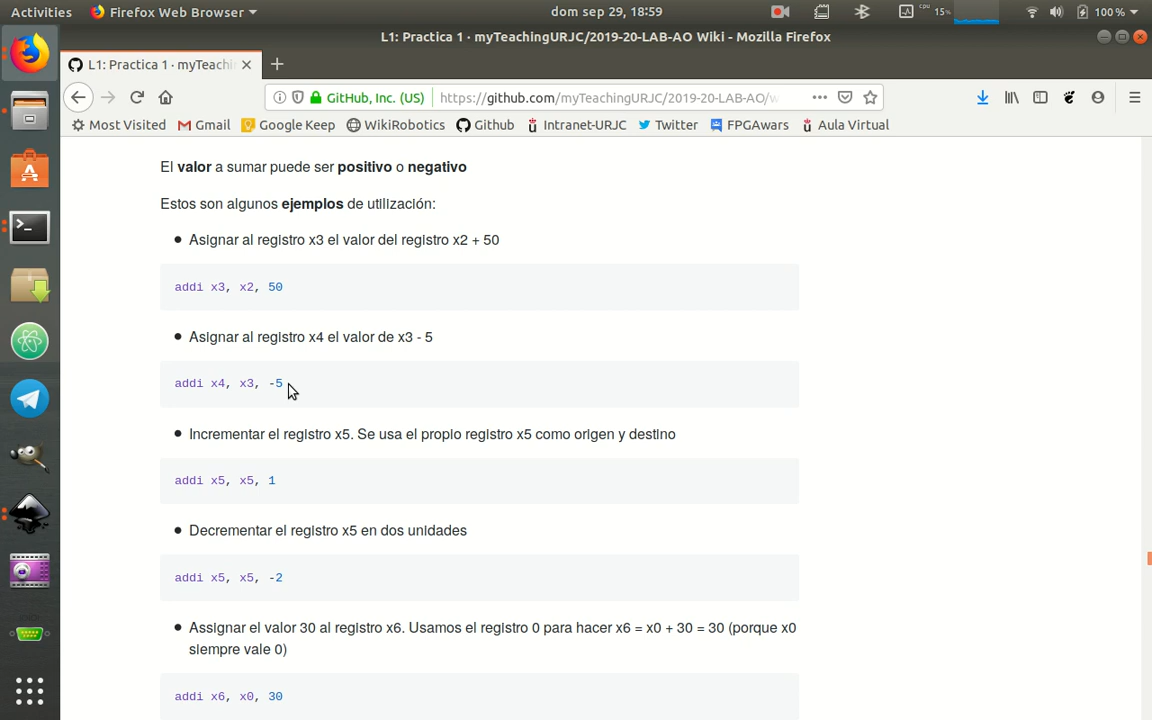 Activities Firefox Web Browser dom sep 29, 18:59 cpu 15% 100 %
L1: Practica 1 · myTeachingURJC/2019-20-LAB-AO Wiki - Mozilla Firefox
L1: Practica 1 · myTeachi
GitHub, Inc. (US) https://github.com/myTeachingURJC/2019-20-LAB-AO/w
Most Visited Gmail Google Keep WikiRobotics Github Intranet-URJC Twitter FPGAwars Aula Virtual
El valor a sumar puede ser positivo o negativo
Estos son algunos ejemplos de utilización:
Asignar al registro x3 el valor del registro x2 + 50
addi x3, x2, 50
Asignar al registro x4 el valor de x3 - 5
addi x4, x3, -5
Incrementar el registro x5. Se usa el propio registro x5 como origen y destino
addi x5, x5, 1
Decrementar el registro x5 en dos unidades
addi x5, x5, -2
Assignar el valor 30 al registro x6. Usamos el registro 0 para hacer x6 = x0 + 30 = 30 (porque x0
siempre vale 0)
addi x6, x0, 30